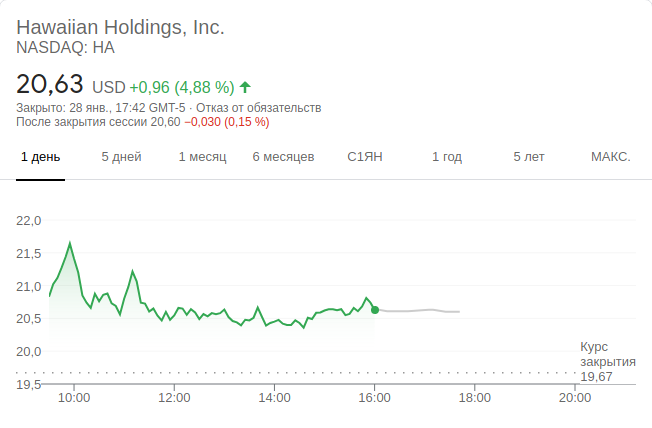 Hawaiian Holdings, Inc.
NASDAQ: HA
20,63 USD +0,96 (4,88 %)
Закрыто: 28 янв., 17:42 GMT-5 · Отказ от обязательств
После закрытия сессии 20,60 −0,030 (0,15 %)
1 день 5 дней 1 месяц 6 месяцев С1ЯН 1 год 5 лет МАКС.
22,0
21,5
21,0
20,5
20,0
19,5
Курс
закрытия
19,67
10:00 12:00 14:00 16:00 18:00 20:00